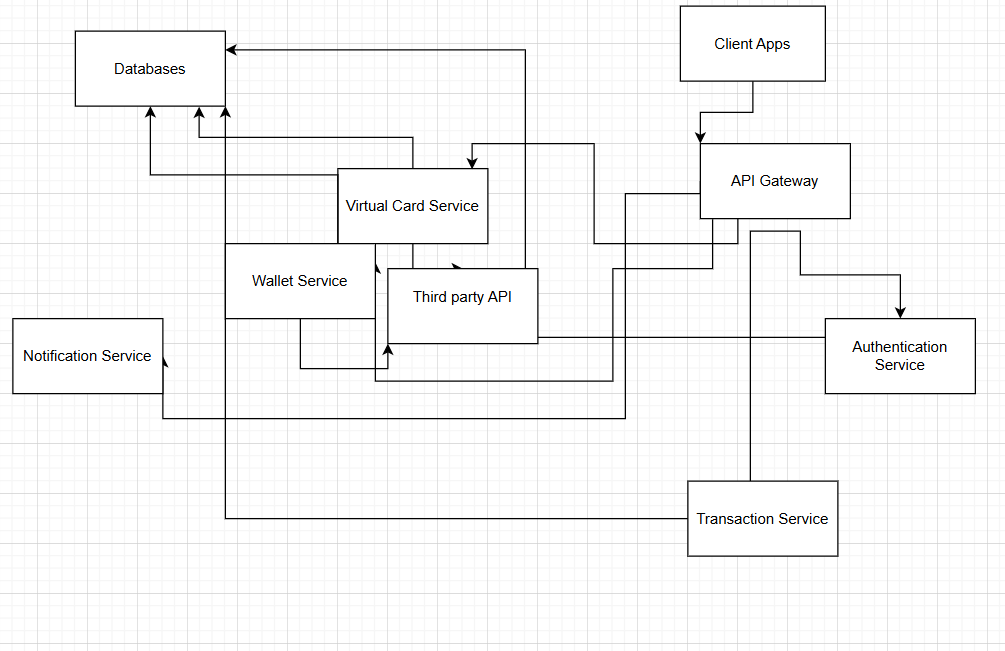 Client Apps
Databases
API Gateway
Virtual Card Service
Wallet Service
Third party API
Notification Service
Authentication
Service
Transaction Service